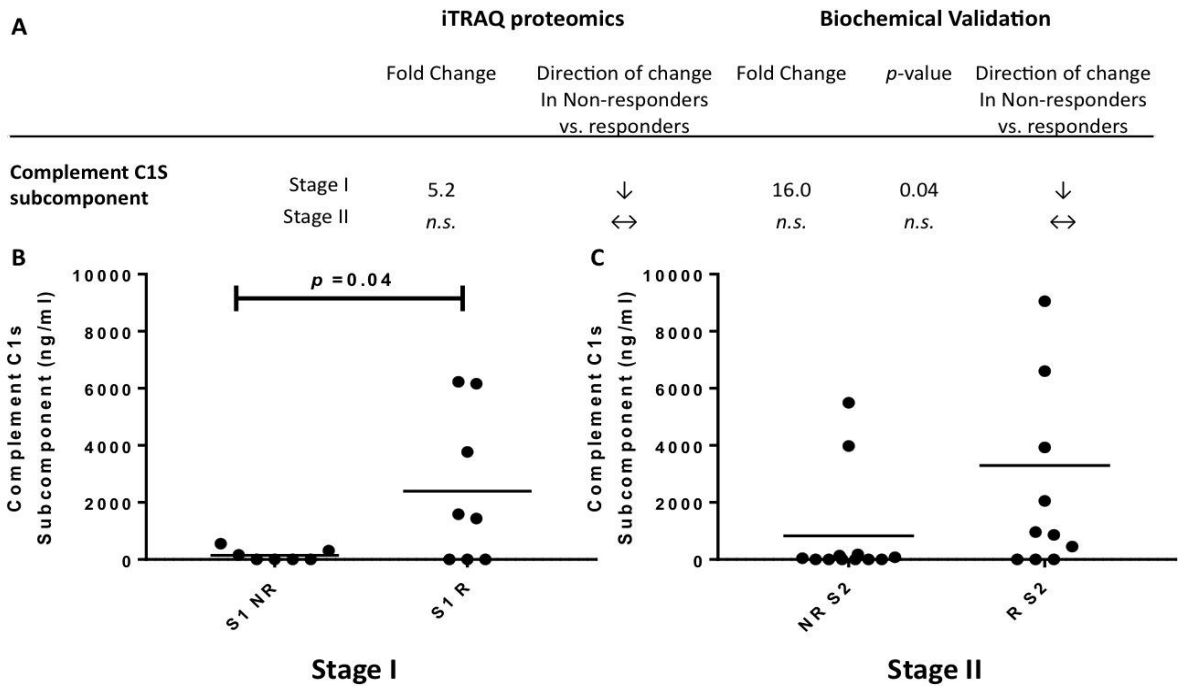 A
iTRAQ proteomics Biochemical Validation
Fold Change Direction of change Fold Change p-value Direction of change
In Non-responders In Non-responders
vs. responders vs. responders
Complement C1S
subcomponent
Stage I 5.2 ↓ 16.0 0.04 ↓
Stage II n.s. ↔ n.s. n.s. ↔
B
Complement C1s
Subcomponent (ng/ml)
10000
8000
6000
4000
2000
0
p =0.04
S1 NR
S1 R
Stage I
C
Complement C1s
Subcomponent (ng/ml)
10000
8000
6000
4000
2000
0
NR S2
R S2
Stage II